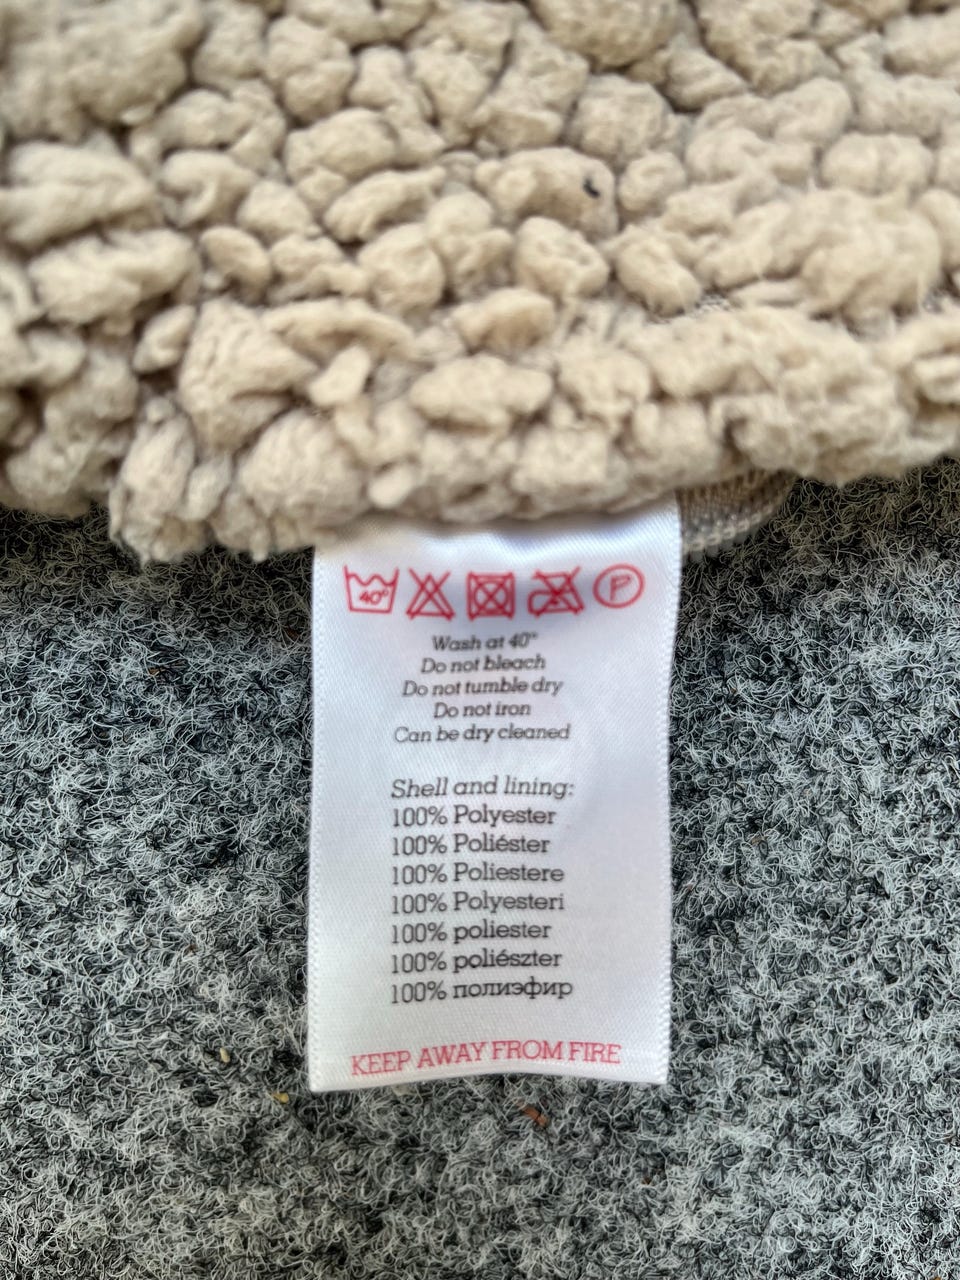 40°
P
Wash at 40°
Do not bleach
Do not tumble dry
Do not iron
Can be dry cleaned
Shell and lining:
100% Polyester
100% Poliéster
100% Poliestere
100% Polyesteri
100% poliester
100% poliészter
100% полиэфир
KEEP AWAY FROM FIRE